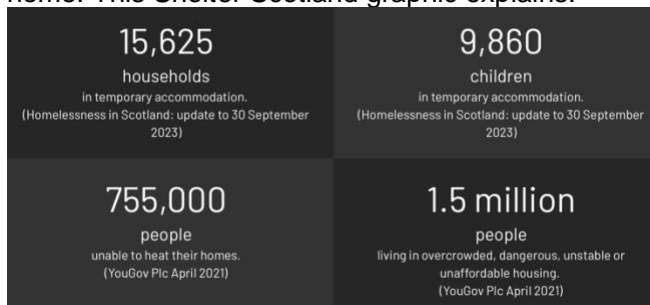 home. This Shelter Scotland graphic explains:
15,625
households
in temporary accommodation.
(Homelessness in Scotland: update to 30 September
2023)
9,860
children
in temporary accommodation.
(Homelessness in Scotland: update to 30 September
2023)
755,000
people
unable to heat their homes.
(YouGov Plc April 2021)
1.5 million
people
living in overcrowded, dangerous, unstable or
unaffordable housing.
(YouGov Plc April 2021)